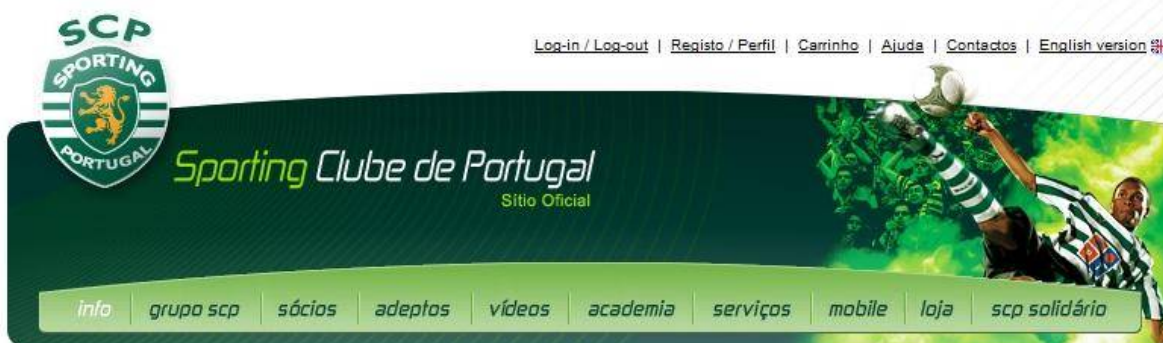 SCP
SPORTING
PORTUGAL
Log-in / Log-out | Registo / Perfil | Carrinho | Ajuda | Contactos | English version
Sporting Clube de Portugal
Sítio Oficial
info grupo scp sócios adeptos vídeos academia serviços mobile loja scp solidário